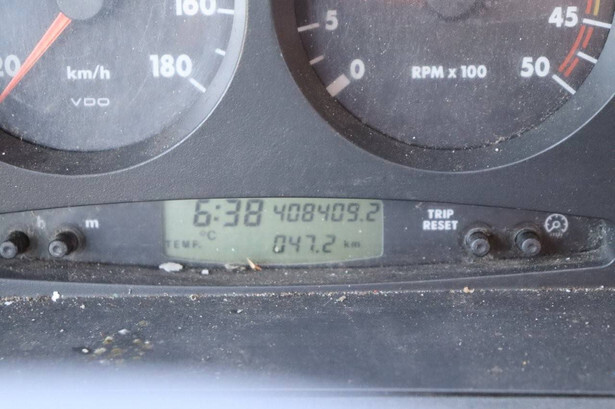 160
5
45
20
km/h
180
0
RPM x 100
50
VDO
6:38 408409.2
h m
°C
TEMP. 047.2 km
TRIP
RESET